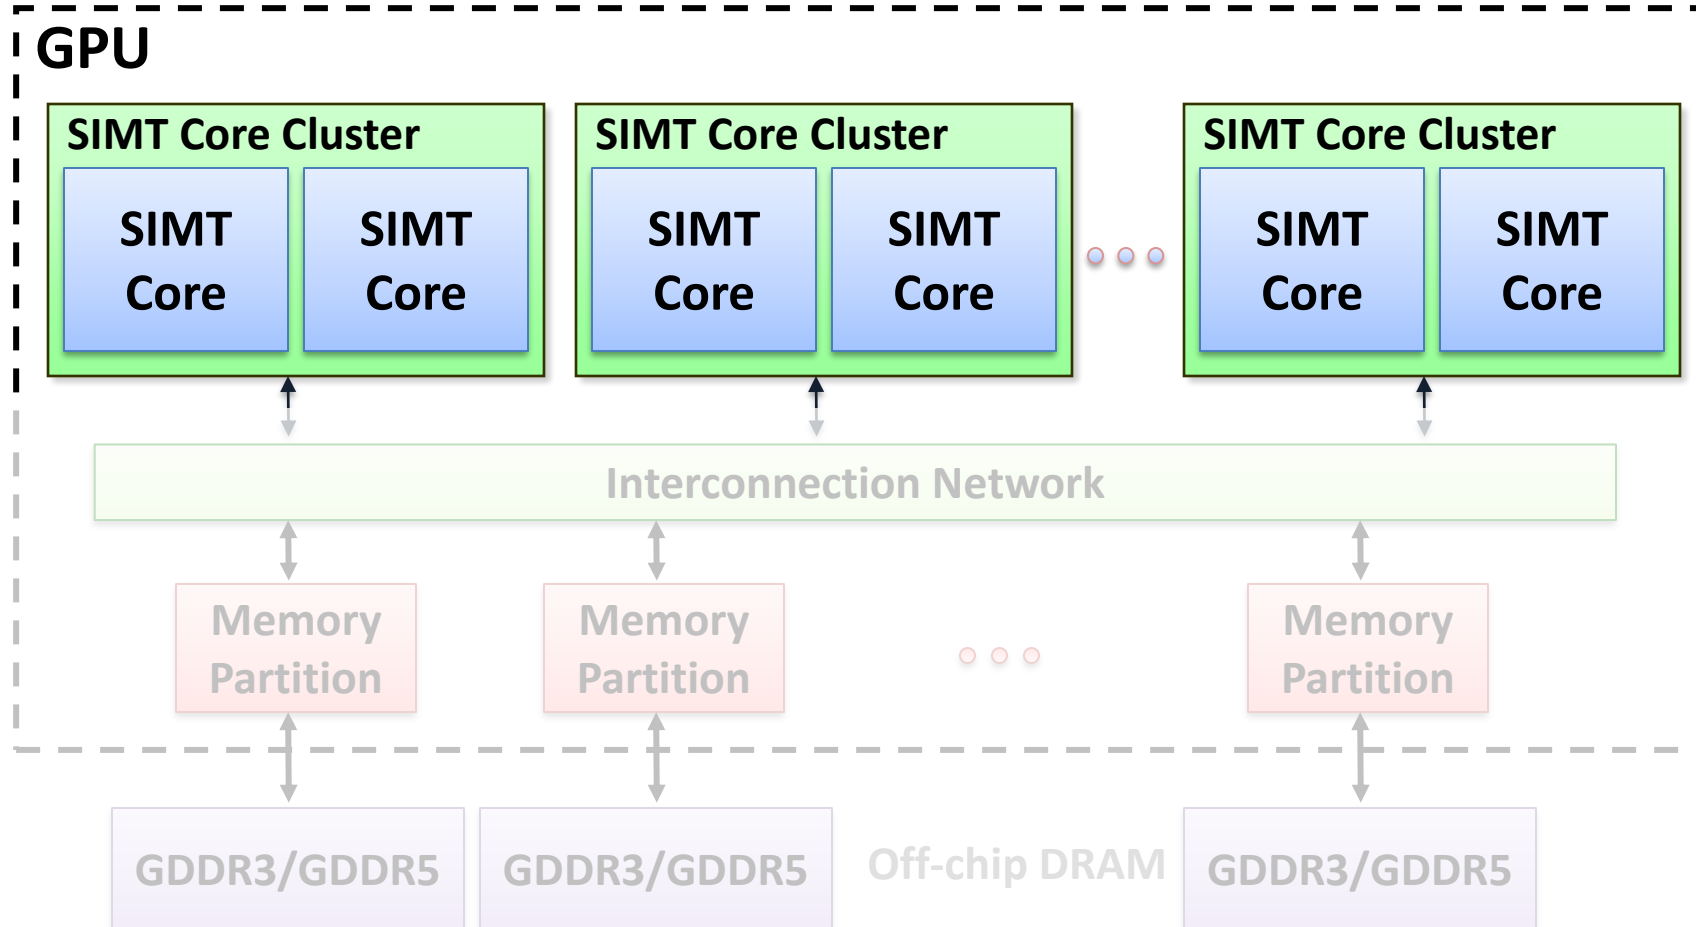 GPU
SIMT Core Cluster
SIMT
Core
SIMT
Core
SIMT Core Cluster
SIMT
Core
SIMT
Core
SIMT Core Cluster
SIMT
Core
SIMT
Core
Interconnection Network
Memory
Partition
Memory
Partition
Memory
Partition
GDDR3/GDDR5
GDDR3/GDDR5
Off-chip DRAM
GDDR3/GDDR5